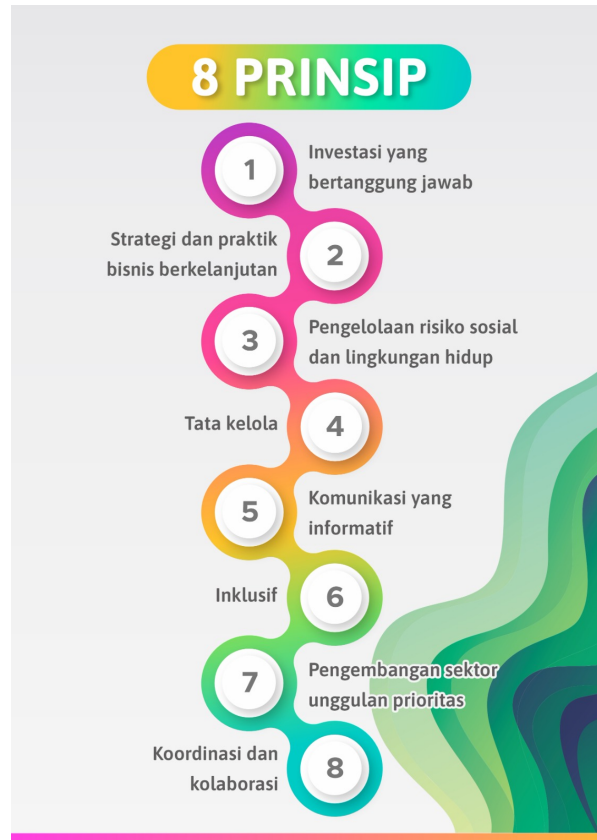 8 PRINSIP
1
Investasi yang
bertanggung jawab
Strategi dan praktik
bisnis berkelanjutan
2
3
Pengelolaan risiko sosial
dan lingkungan hidup
Tata kelola
4
5
Komunikasi yang
informatif
Inklusif
6
7
Pengembangan sektor
unggulan prioritas
Koordinasi dan
kolaborasi
8